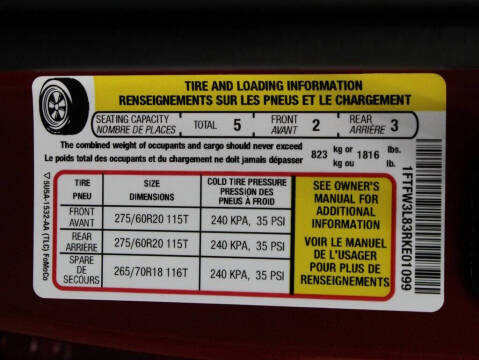 TIRE AND LOADING INFORMATION
RENSEIGNEMENTS SUR LES PNEUS ET LE CHARGEMENT
SEATING CAPACITY
NOMBRE DE PLACES
TOTAL 5
FRONT
AVANT 2
REAR
ARRIÈRE 3
The combined weight of occupants and cargo should never exceed
Le poids total des occupants et du chargement ne doit jamais dépasser
823 kg or 1816 lbs.
kg ou lb.
TIRE
PNEU
SIZE
DIMENSIONS
COLD TIRE PRESSURE
PRESSION DES
PNEUS À FROID
FRONT
AVANT
275/60R20 115T
240 KPA, 35 PSI
REAR
ARRIÈRE
275/60R20 115T
240 KPA, 35 PSI
SPARE
DE
SECOURS
265/70R18 116T
240 KPA, 35 PSI
SEE OWNER'S
MANUAL FOR
ADDITIONAL
INFORMATION
VOIR LE MANUEL
DE L'USAGER
POUR PLUS DE
RENSEIGNEMENTS
5U5A-1532-AA (TLC) FoMoCo
1FTFW3L83RKE01099